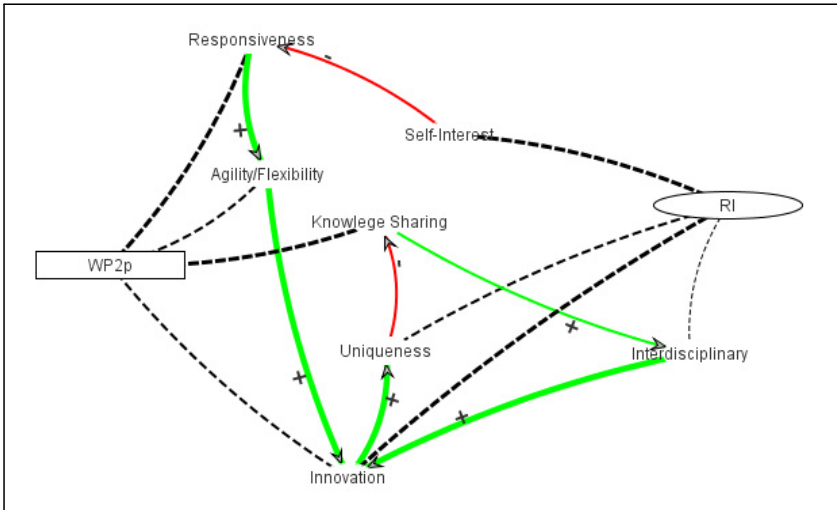 Responsiveness
-
Self-Interest
+
Agility/Flexibility
RI
Knowlege Sharing
WP2p
-
+
Uniqueness
Interdisciplinary
+
+
+
Innovation